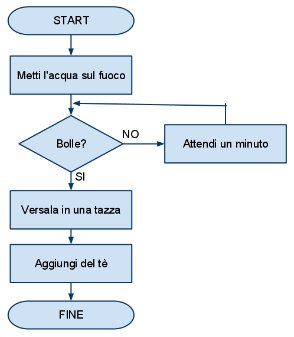 START
Metti l'acqua sul fuoco
Bolle?
NO
Attendi un minuto
SI
Versala in una tazza
Aggiungi del tè
FINE